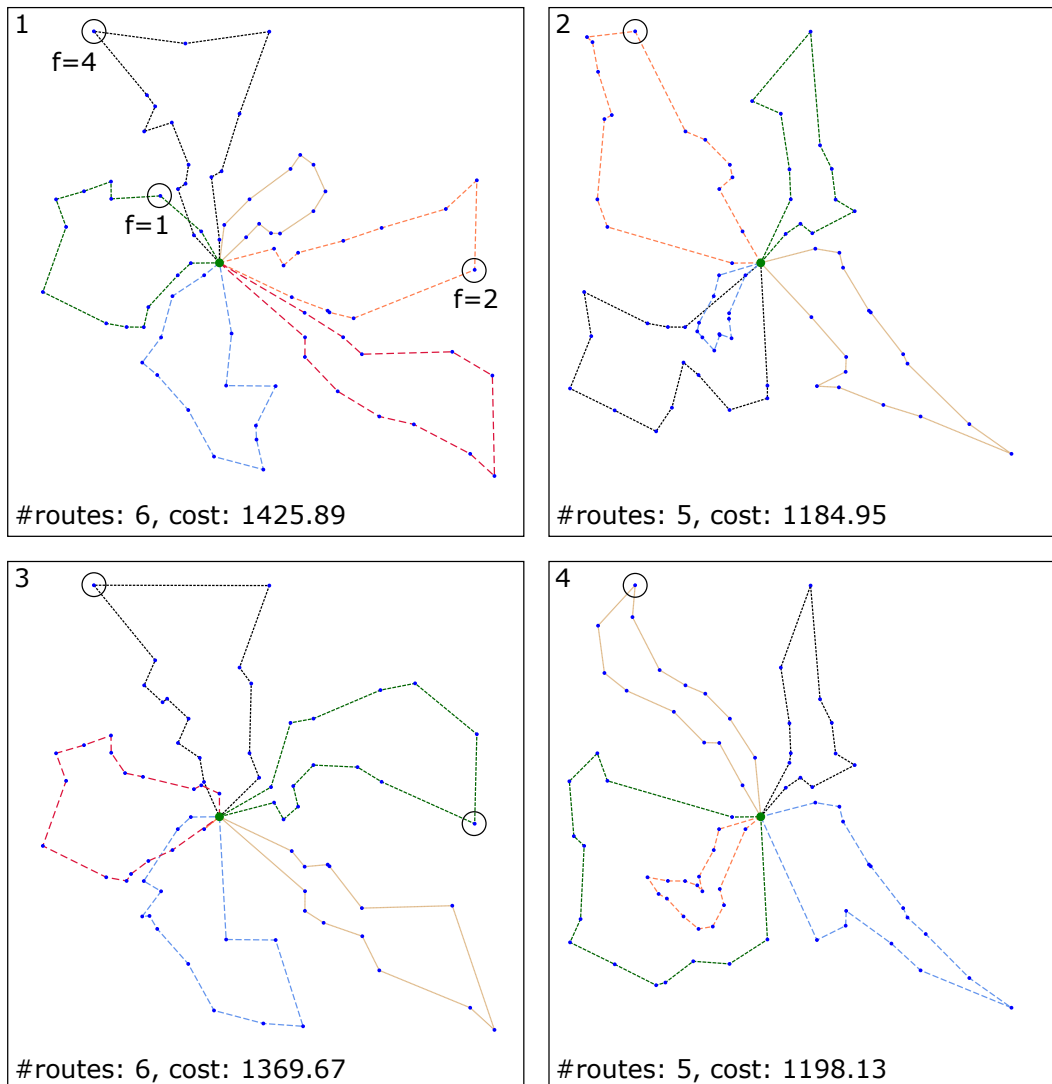 1
f=4
f=1
f=2
#routes: 6, cost: 1425.89
2
#routes: 5, cost: 1184.95
3
#routes: 6, cost: 1369.67
4
#routes: 5, cost: 1198.13